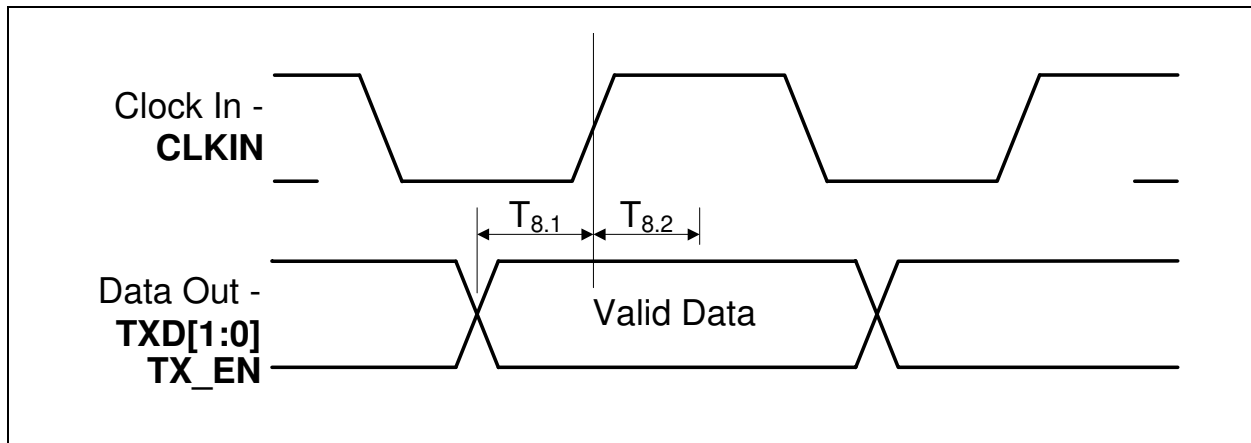 Clock In -
CLKIN
T8.1
T8.2
Data Out -
TXD[1:0]
TX_EN
Valid Data